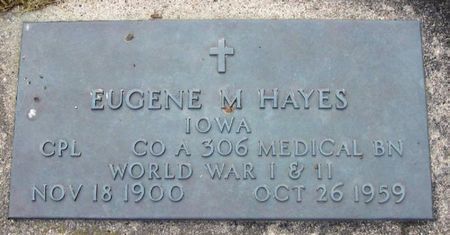 EUGENE M HAYES
IOWA
CPL CO A 306 MEDICAL BN
WORLD WAR I & II
NOV 18 1900 OCT 26 1959